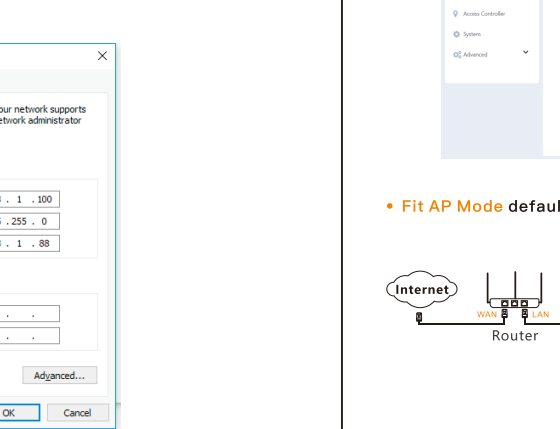 our network supports
etwork administrator
. 1 . 100
. 255 . 0
. 1 . 88
. .
. .
Advanced...
OK
Cancel
Access Controller
System
Advanced
• Fit AP Mode defaul
Internet
WAN
LAN
Router